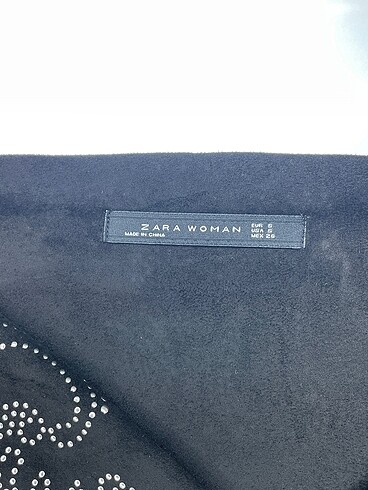 ZARA WOMAN
MADE IN CHINA
EUR S
USA S
MEX 26